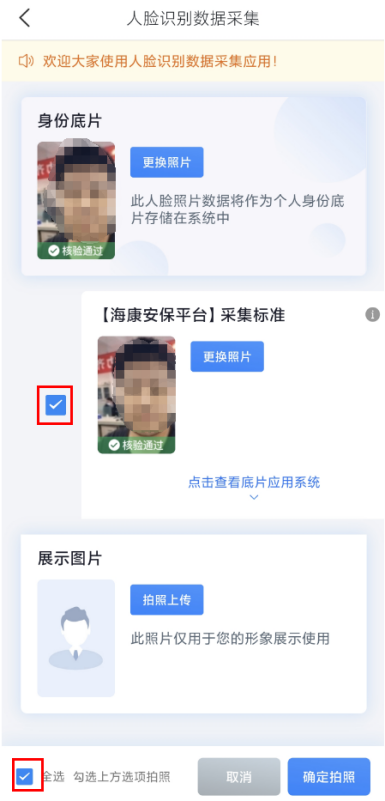 人脸识别数据采集
欢迎大家使用人脸识别数据采集应用!
身份底片
更换照片
此人脸照片数据将作为个人身份底
片存储在系统中
核验通过
【海康安保平台】采集标准
更换照片
核验通过
点击查看底片应用系统
展示图片
拍照上传
此照片仅用于您的形象展示使用
全选 勾选上方选项拍照
取消
确定拍照